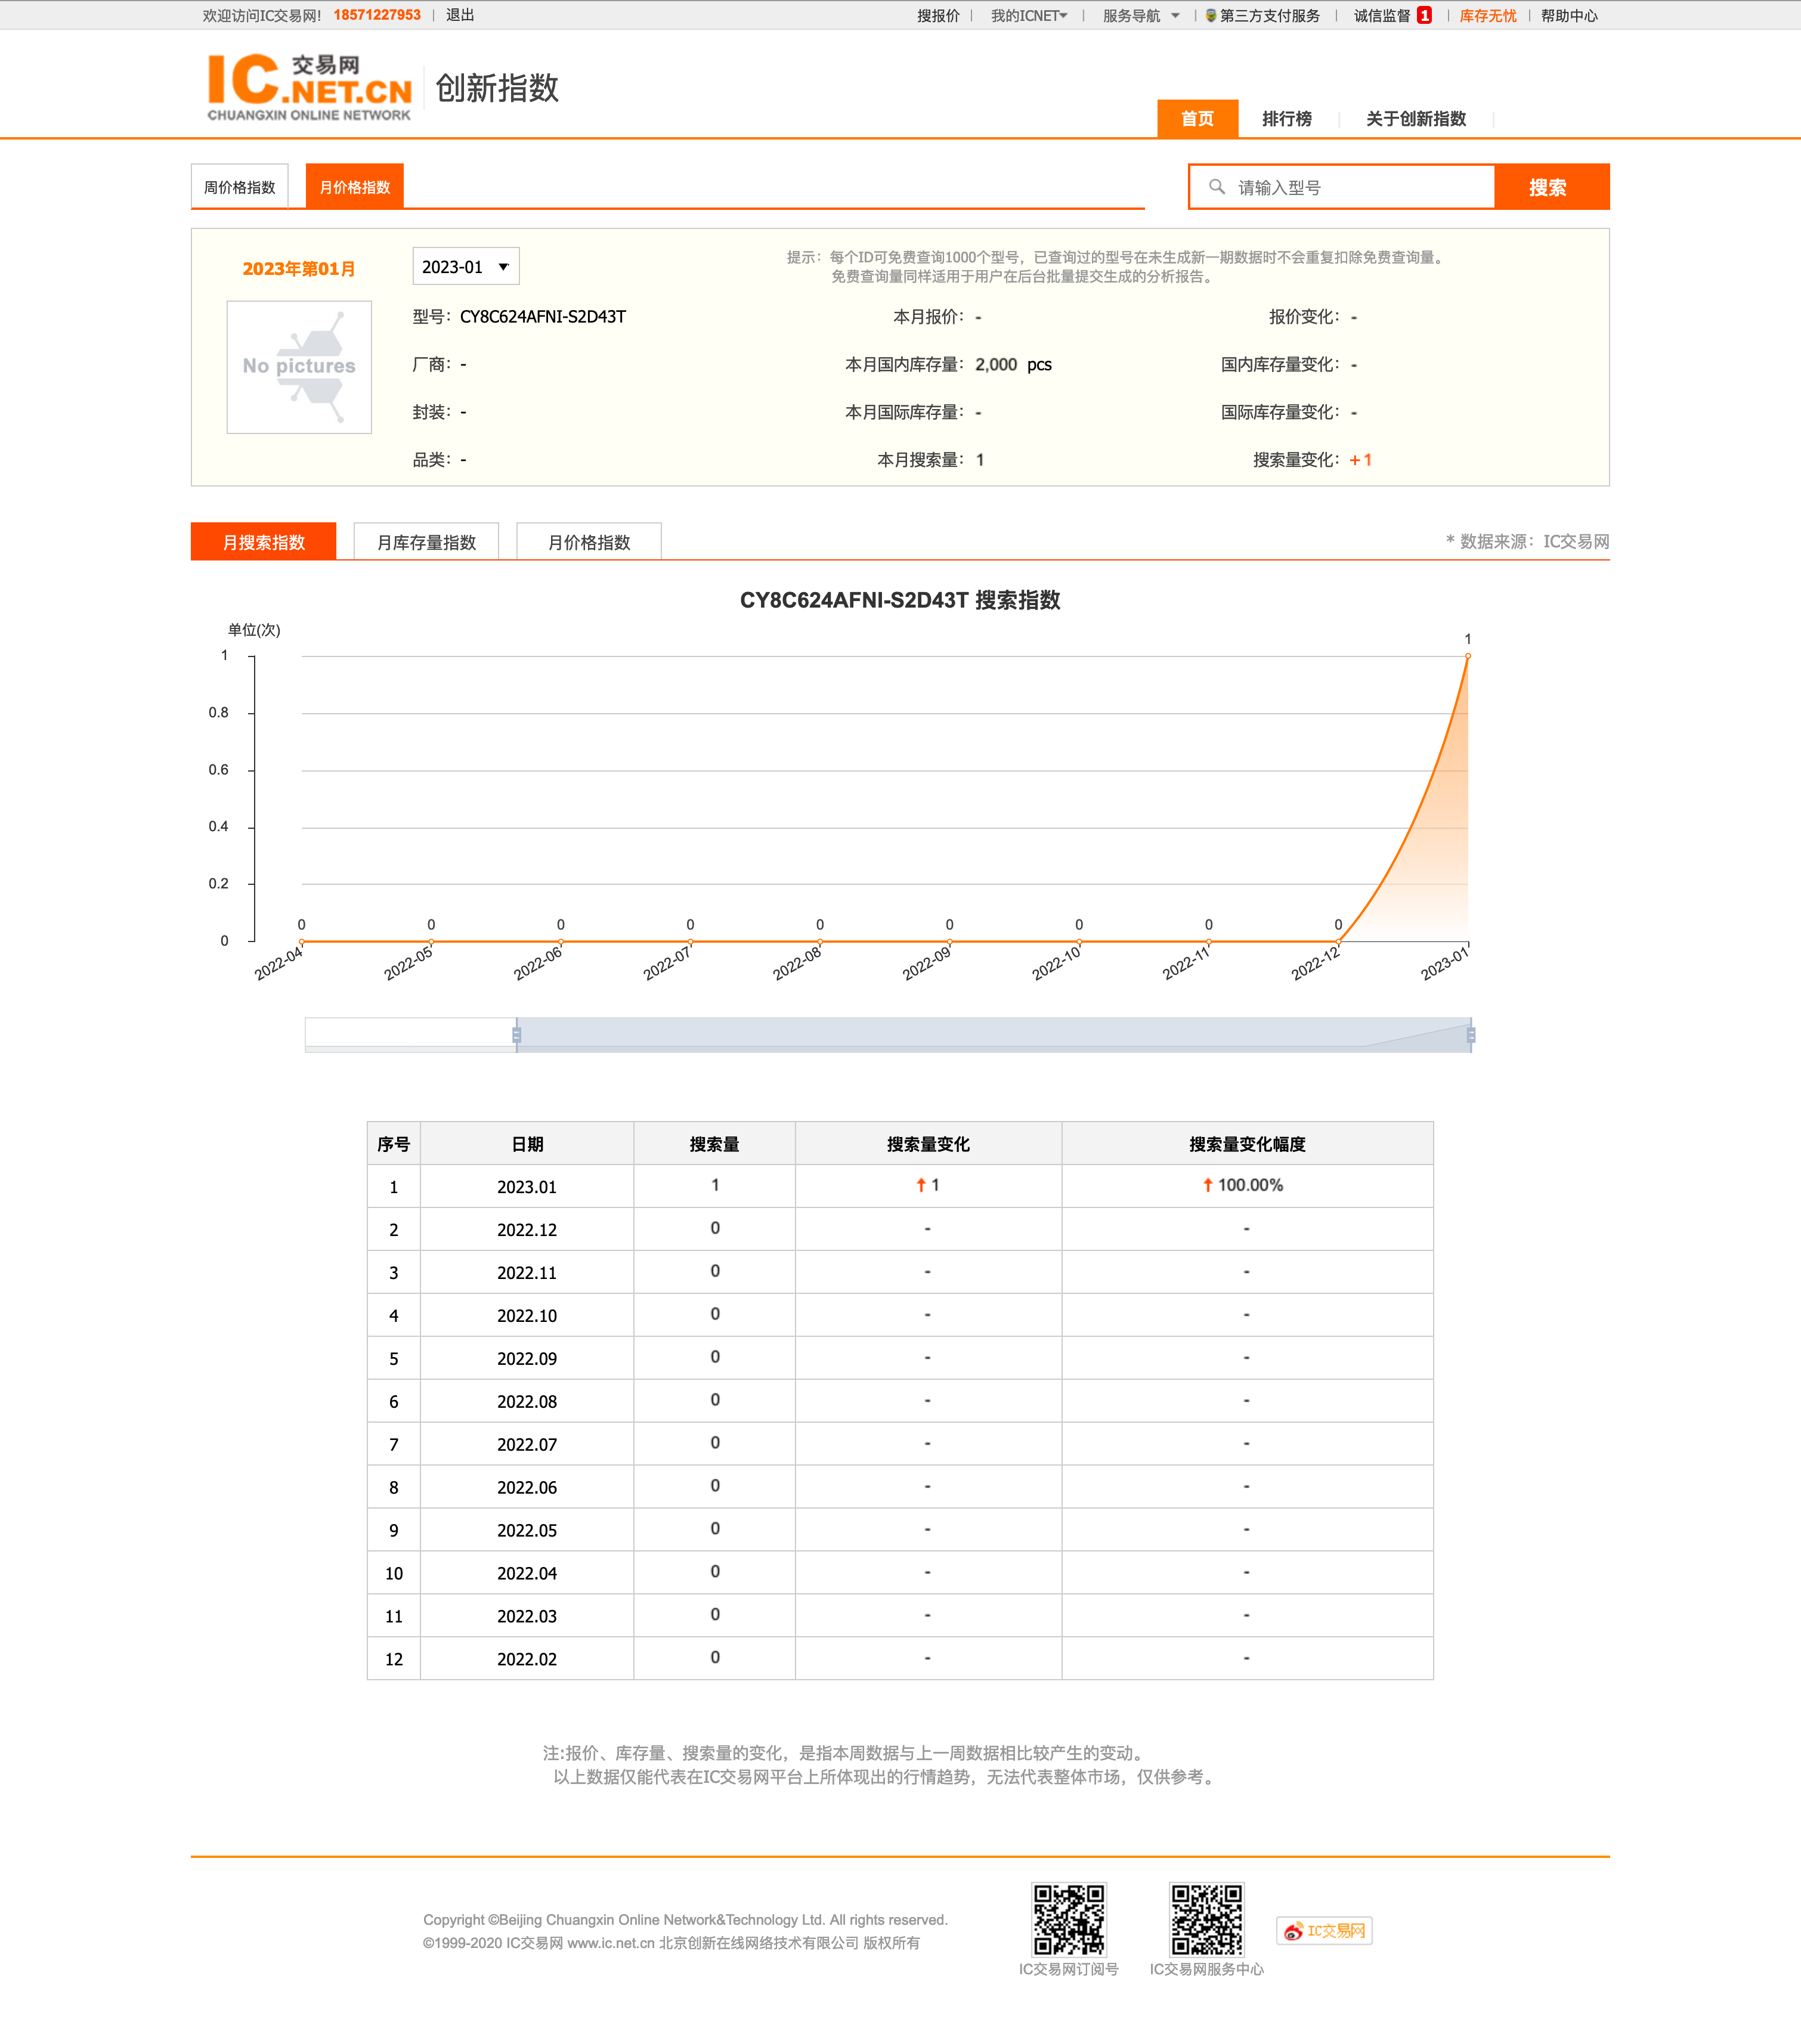 欢迎访问IC交易网! 18571227953 | 退出
搜报价 | 我的ICNET | 服务导航 | 第三方支付服务 | 诚信监督 1 | 库存无忧 | 帮助中心
IC 交易网
.NET.CN
CHUANGXIN ONLINE NETWORK
创新指数
首页 排行榜 关于创新指数
周价格指数 月价格指数
请输入型号 搜索
2023年第01月
2023-01
提示：每个ID可免费查询1000个型号，已查询过的型号在未生成新一期数据时不会重复扣除免费查询量。
免费查询量同样适用于用户在后台批量提交生成的分析报告。
No pictures
型号：CY8C624AFNI-S2D43T 本月报价：- 报价变化：-
厂商：- 本月国内库存量：2,000 pcs 国内库存量变化：-
封装：- 本月国际库存量：- 国际库存量变化：-
品类：- 本月搜索量：1 搜索量变化：+1
月搜索指数 月库存量指数 月价格指数
* 数据来源：IC交易网
CY8C624AFNI-S2D43T 搜索指数
单位(次)
1
1
0.8
0.6
0.4
0.2
0
0 0 0 0 0 0 0 0 0
2022-04 2022-05 2022-06 2022-07 2022-08 2022-09 2022-10 2022-11 2022-12 2023-01
序号 日期 搜索量 搜索量变化 搜索量变化幅度
1 2023.01 1 ↑ 1 ↑ 100.00%
2 2022.12 0 - -
3 2022.11 0 - -
4 2022.10 0 - -
5 2022.09 0 - -
6 2022.08 0 - -
7 2022.07 0 - -
8 2022.06 0 - -
9 2022.05 0 - -
10 2022.04 0 - -
11 2022.03 0 - -
12 2022.02 0 - -
注:报价、库存量、搜索量的变化，是指本周数据与上一周数据相比较产生的变动。
以上数据仅能代表在IC交易网平台上所体现出的行情趋势，无法代表整体市场，仅供参考。
Copyright ©Beijing Chuangxin Online Network&Technology Ltd. All rights reserved.
©1999-2020 IC交易网 www.ic.net.cn 北京创新在线网络技术有限公司 版权所有
IC交易网订阅号
IC交易网服务中心
IC交易网